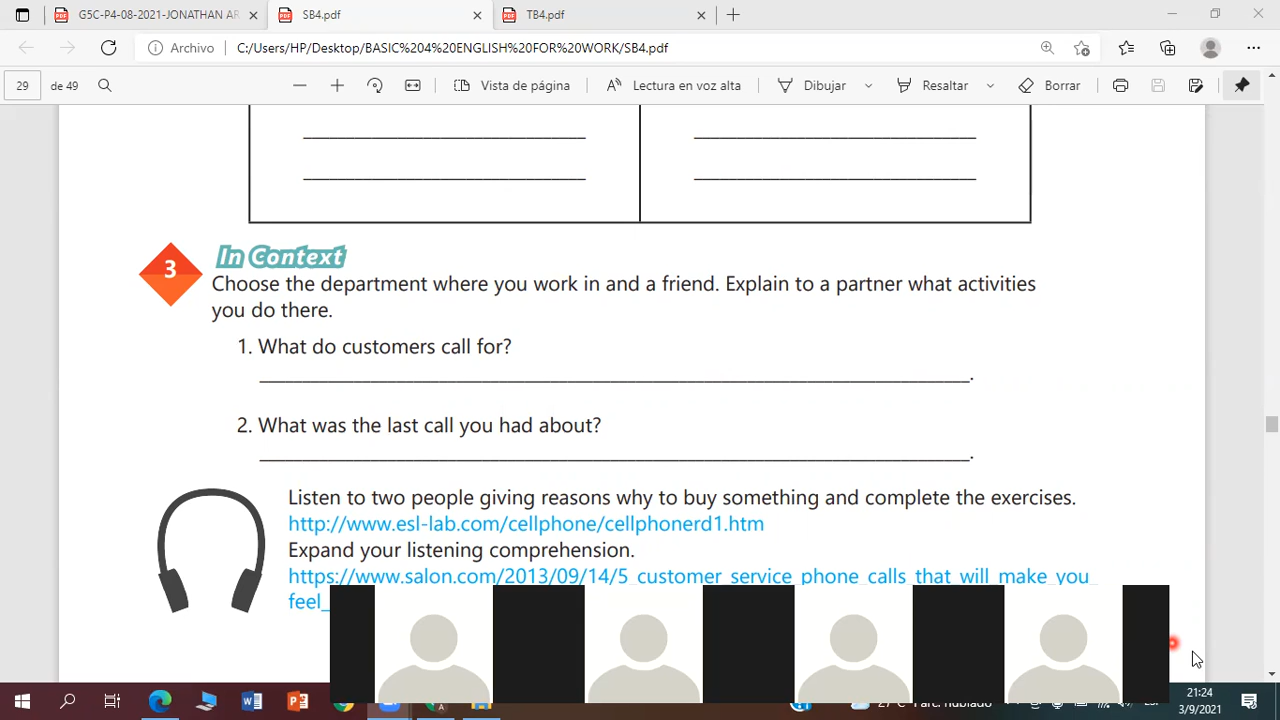 G5C-P4-08-2021-JONATHAN AR
SB4.pdf
TB4.pdf
Archivo
C:/Users/HP/Desktop/BASIC%204%20ENGLISH%20FOR%20WORK/SB4.pdf
29
de 49
Vista de página
Lectura en voz alta
Dibujar
Resaltar
Borrar
3
In Context
Choose the department where you work in and a friend. Explain to a partner what activities
you do there.
1. What do customers call for?
2. What was the last call you had about?
Listen to two people giving reasons why to buy something and complete the exercises.
http://www.esl-lab.com/cellphone/cellphonerd1.htm
Expand your listening comprehension.
https://www.salon.com/2013/09/14/5_customer_service_phone_calls_that_will_make_you
feel_
21:24
3/9/2021